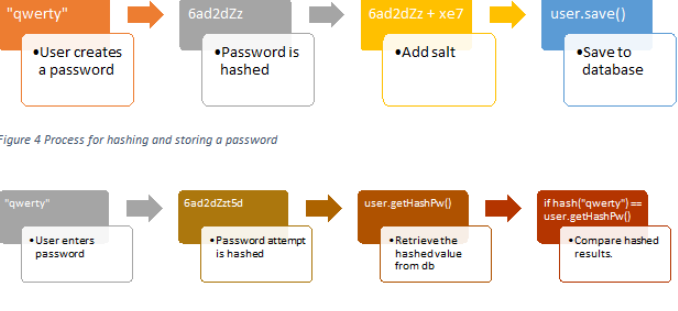 "qwerty"
6ad2dZz
6ad2dZz + xe7
user.save()
•User creates
a password
•Password is
hashed
•Add salt
•Save to
database
Figure 4 Process for hashing and storing a password
"qwerty"
6ad2dZzt5d
user.getHashPw()
if hash("qwerty") ==
user.getHashPw()
•User enters
password
•Password attempt
is hashed
•Retrieve the
hashed value
from db
•Compare hashed
results.